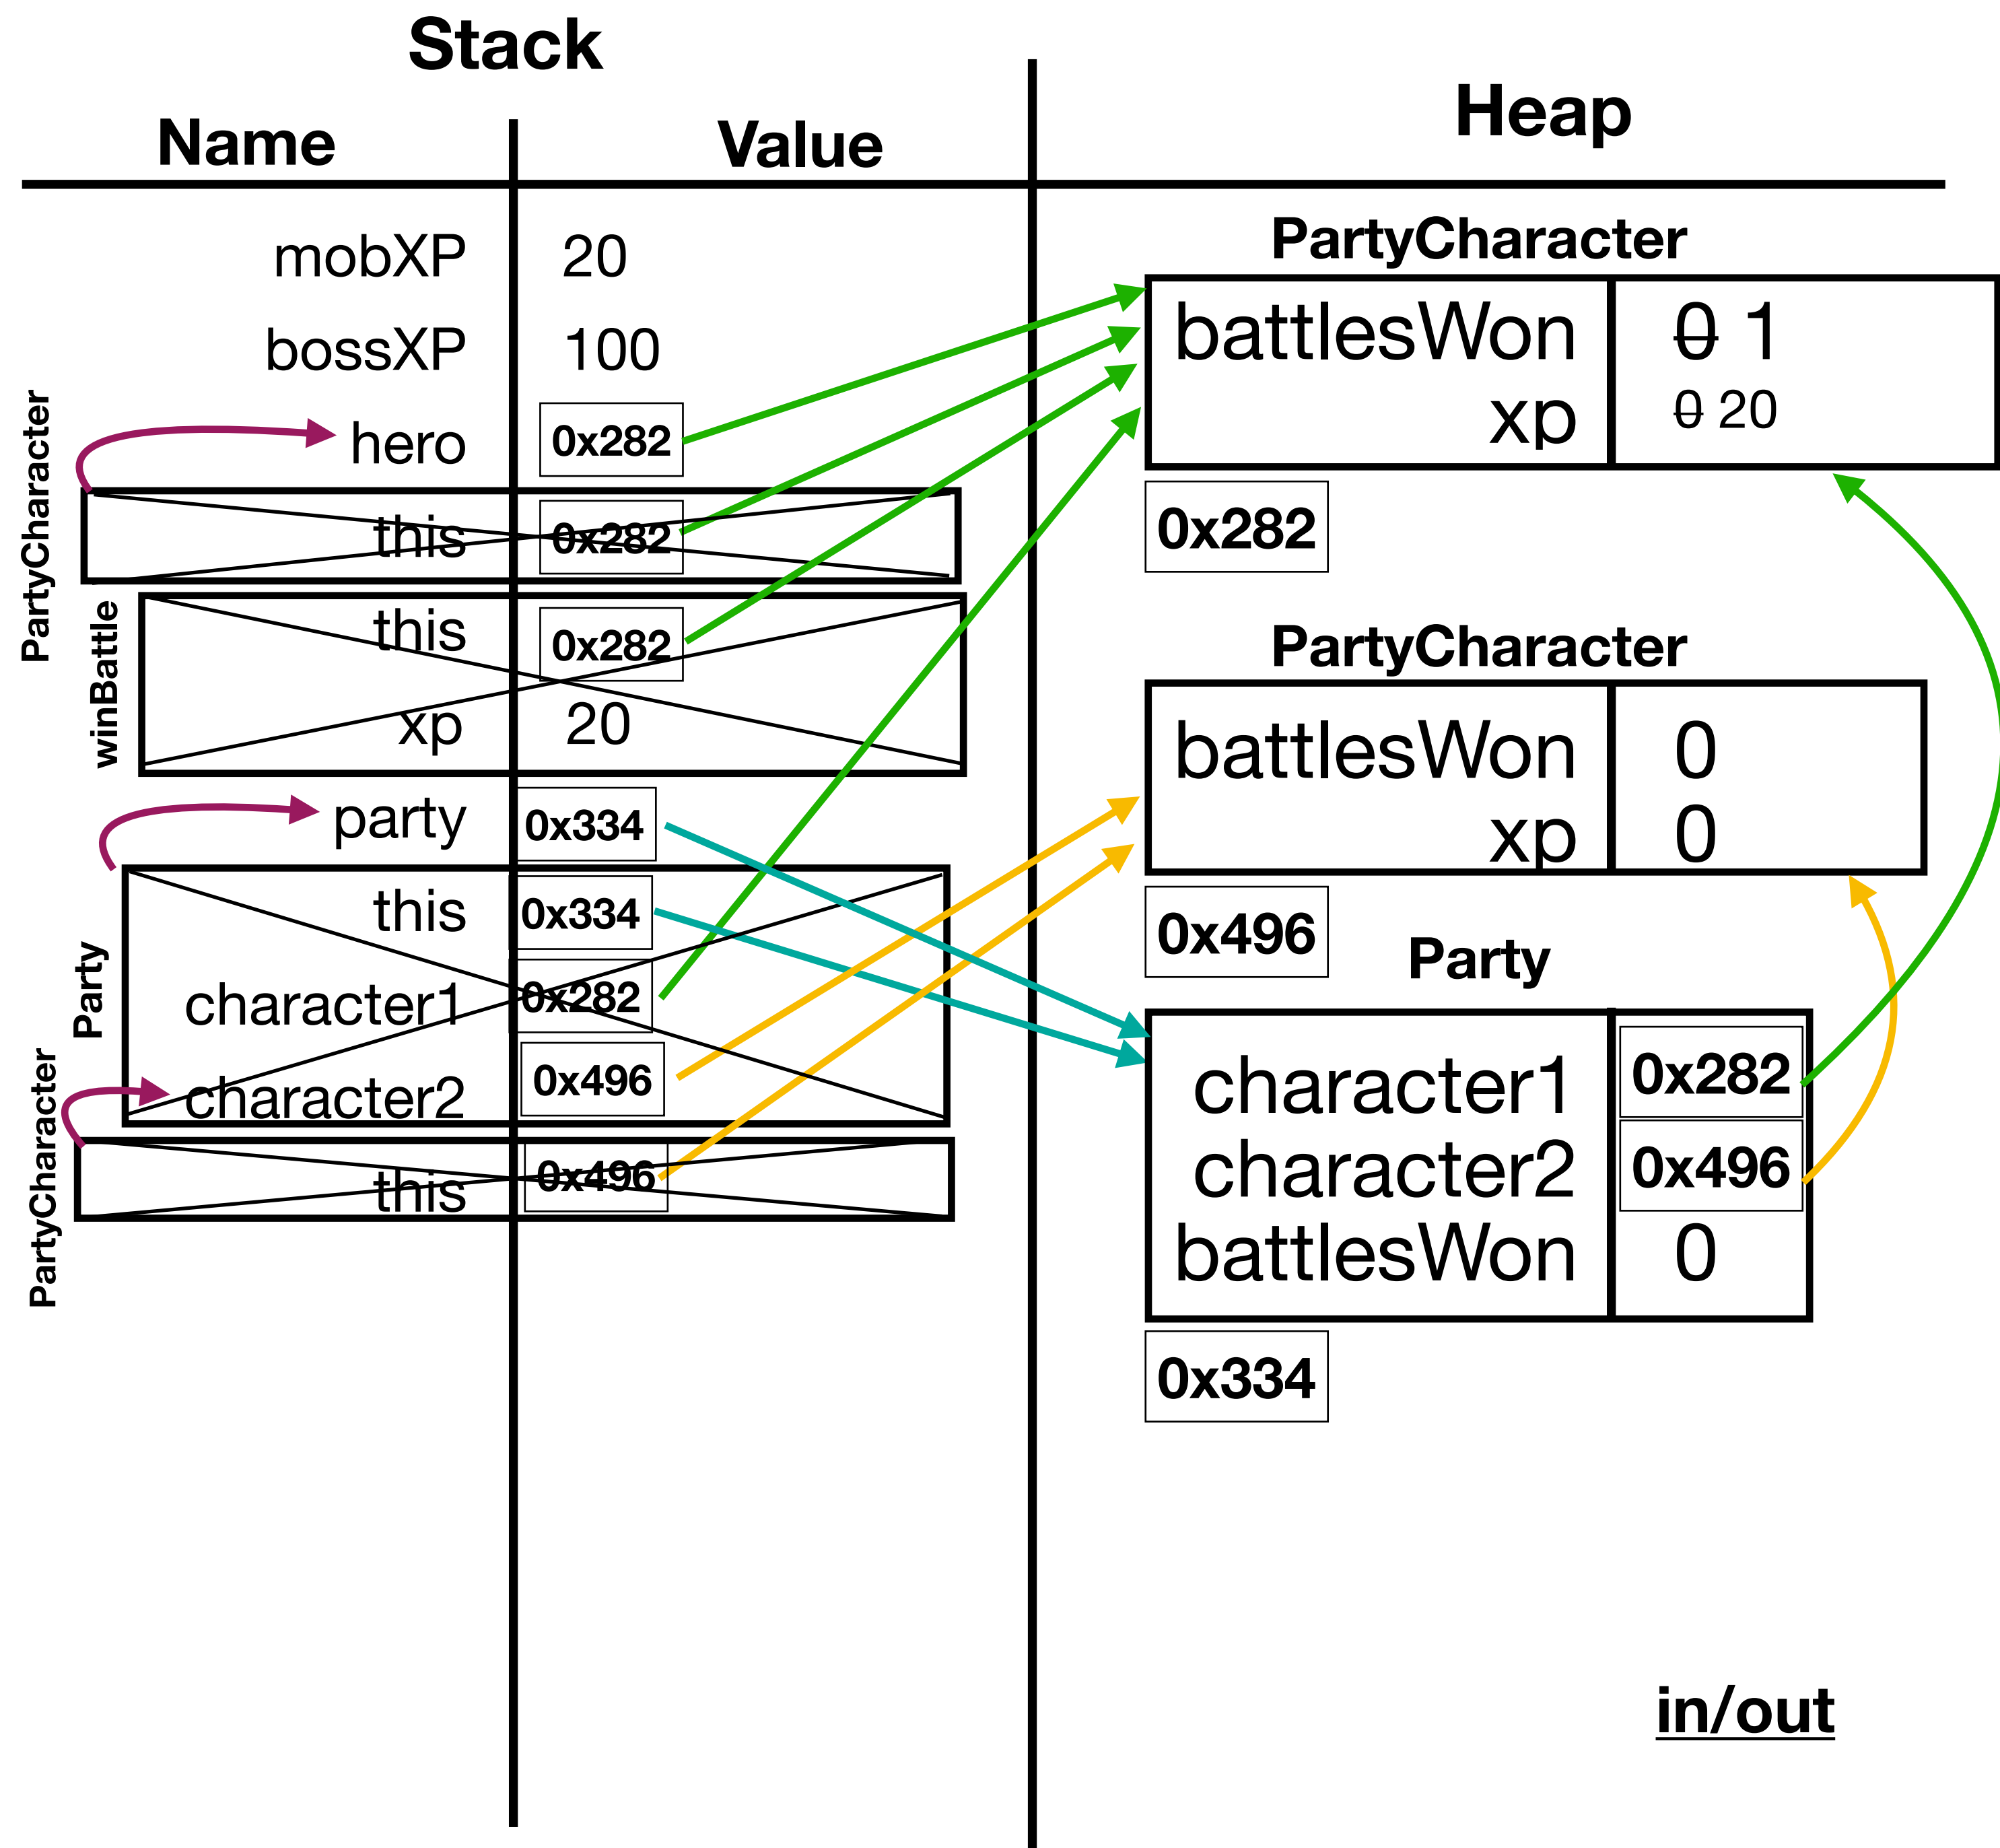 Stack
Heap
Name
Value
mobXP 20
bossXP 100
hero 0x282
PartyCharacter
this 0x282
winBattle
this 0x282
xp 20
party 0x334
Party
this 0x334
character1 0x282
character2 0x496
PartyCharacter
this 0x496
PartyCharacter
battlesWon 0 1
xp 0 20
0x282
PartyCharacter
battlesWon 0
xp 0
0x496
Party
character1 0x282
character2 0x496
battlesWon 0
0x334
in/out